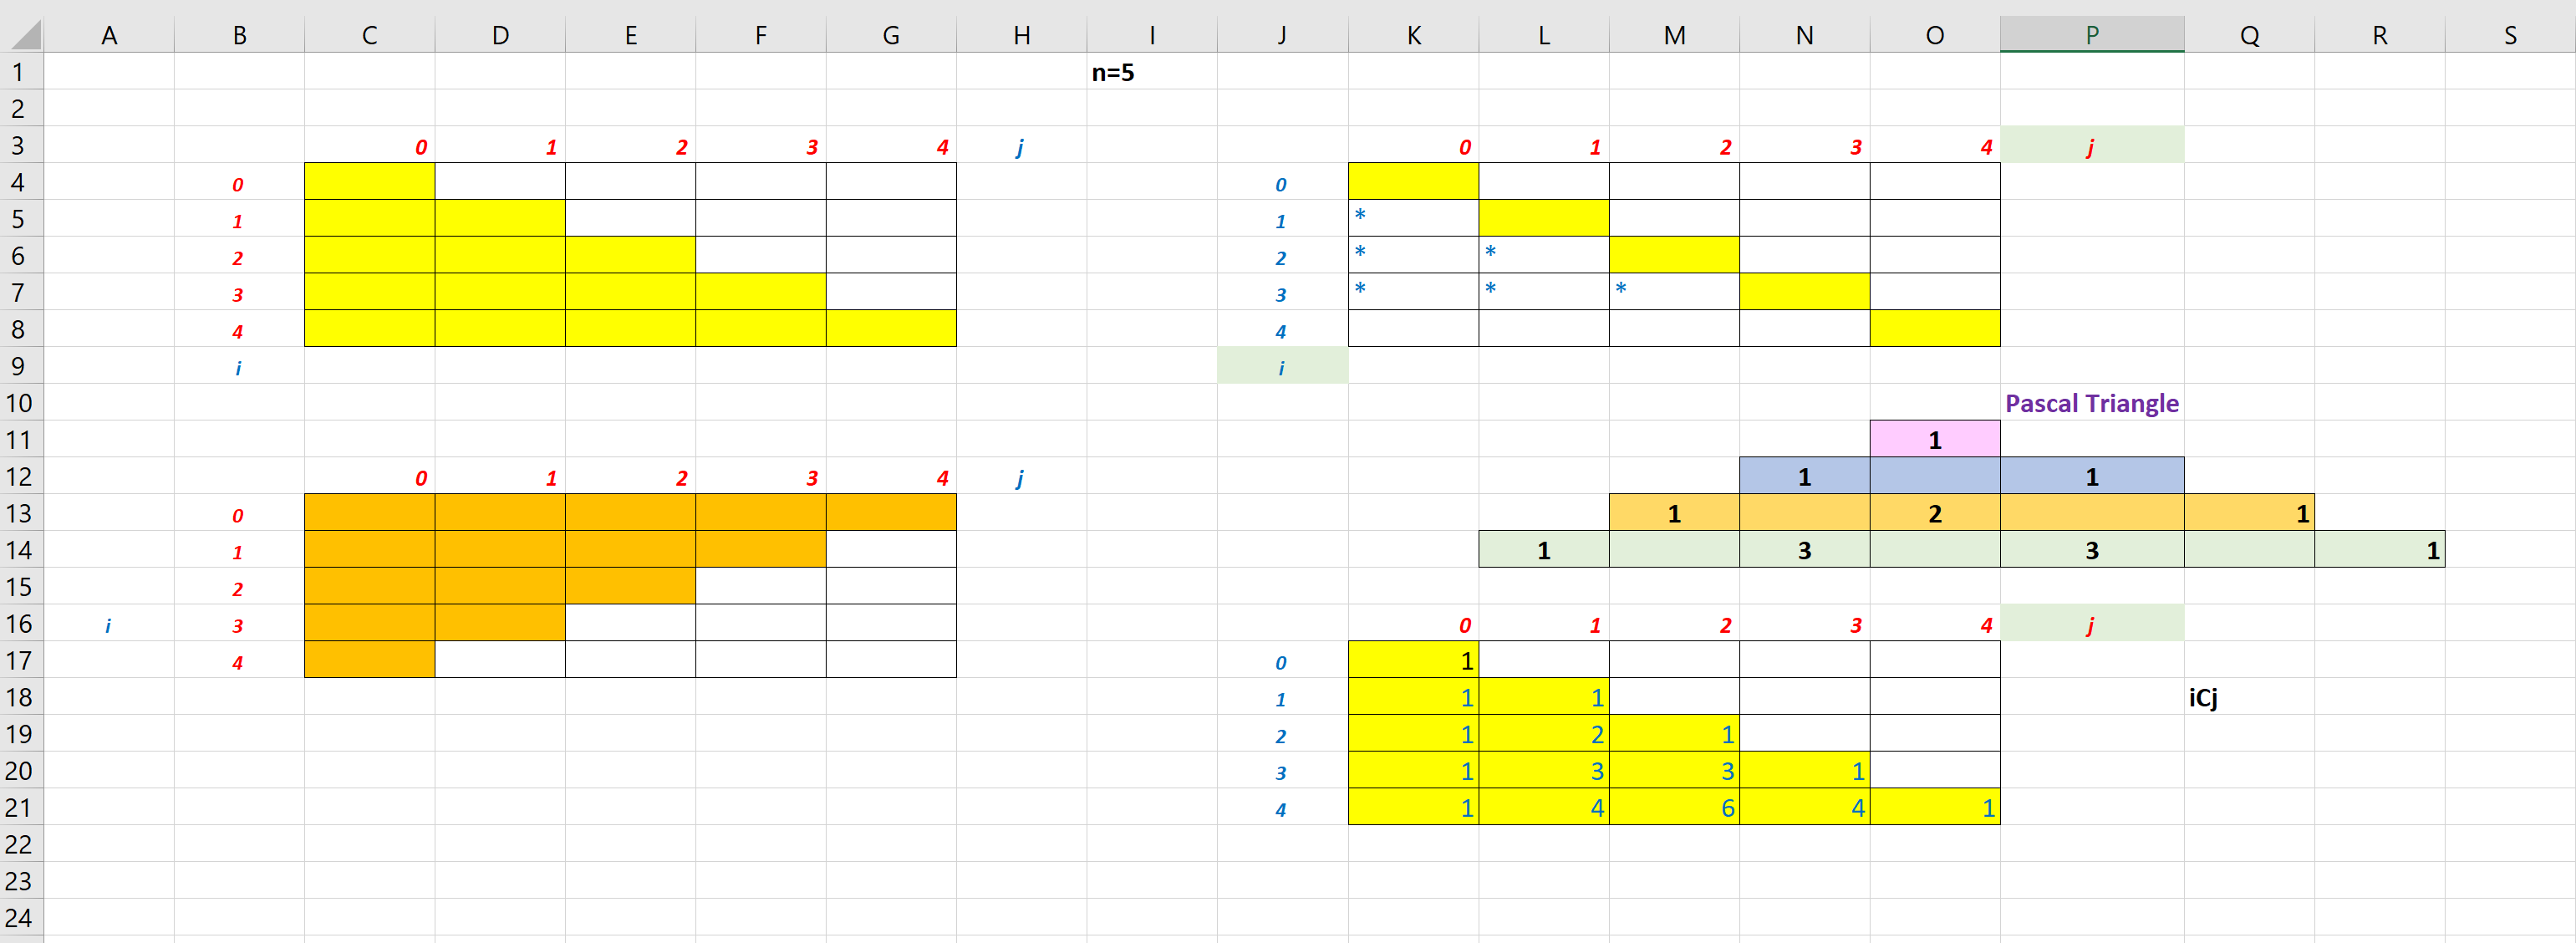 A B C D E F G H I J K L M N O P Q R S
1 n=5
2
3 0 1 2 3 4 j 0 1 2 3 4 j
4 0 0
5 1 1 *
6 2 2 * *
7 3 3 * * *
8 4 4
9 i i
10 Pascal Triangle
11 1
12 0 1 2 3 4 j 1 1
13 0 1 2 1
14 1 1 3 3 1
15 2
16 i 3 0 1 2 3 4 j
17 4 0 1
18 1 1 1 iCj
19 2 1 2 1
20 3 1 3 3 1
21 4 1 4 6 4 1
22
23
24